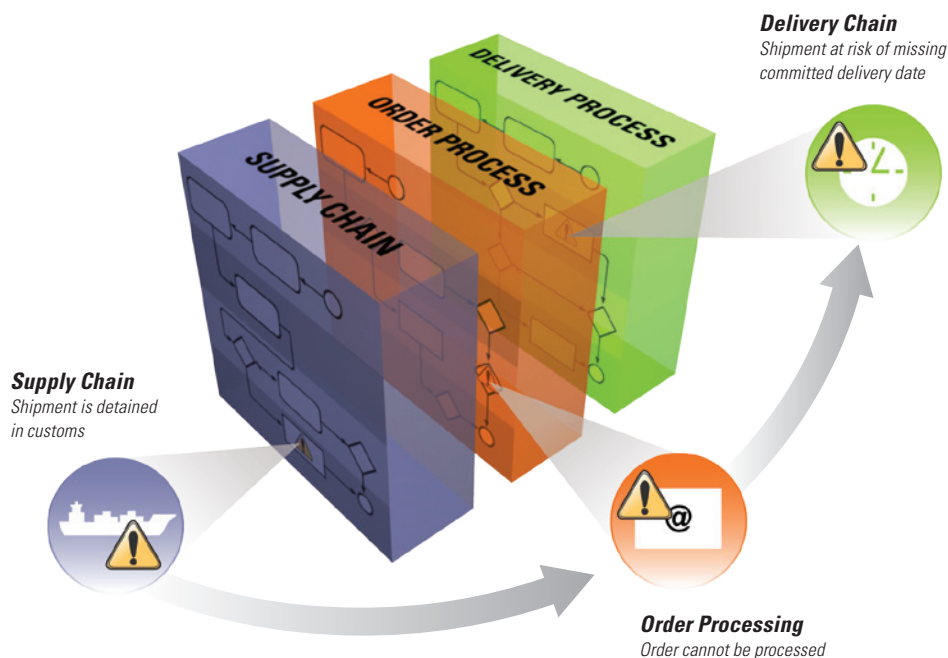 Delivery Chain
Shipment at risk of missing
committed delivery date
DELIVERY PROCESS
ORDER PROCESS
SUPPLY CHAIN
Supply Chain
Shipment is detained
in customs
@
Order Processing
Order cannot be processed